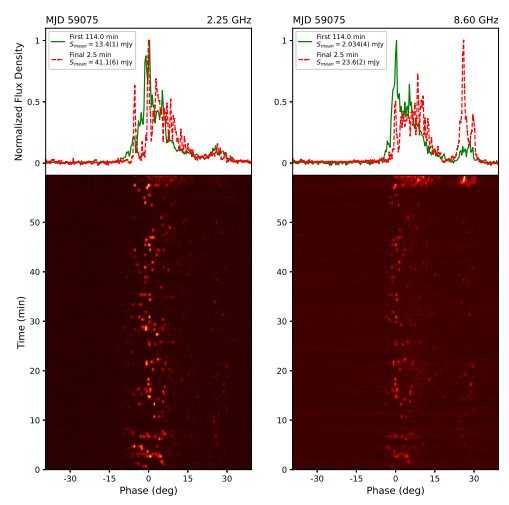 MJD 59075 2.25 GHz
First 114.0 min
S_mean = 13.4(1) mJy
Final 2.5 min
S_mean = 41.1(6) mJy
Normalized Flux Density
1
0.5
0
MJD 59075 8.60 GHz
First 114.0 min
S_mean = 2.034(4) mJy
Final 2.5 min
S_mean = 23.6(2) mJy
1
0.5
0
Time (min)
50
40
30
20
10
0
-30 -15 0 15 30
Phase (deg)
50
40
30
20
10
0
-30 -15 0 15 30
Phase (deg)